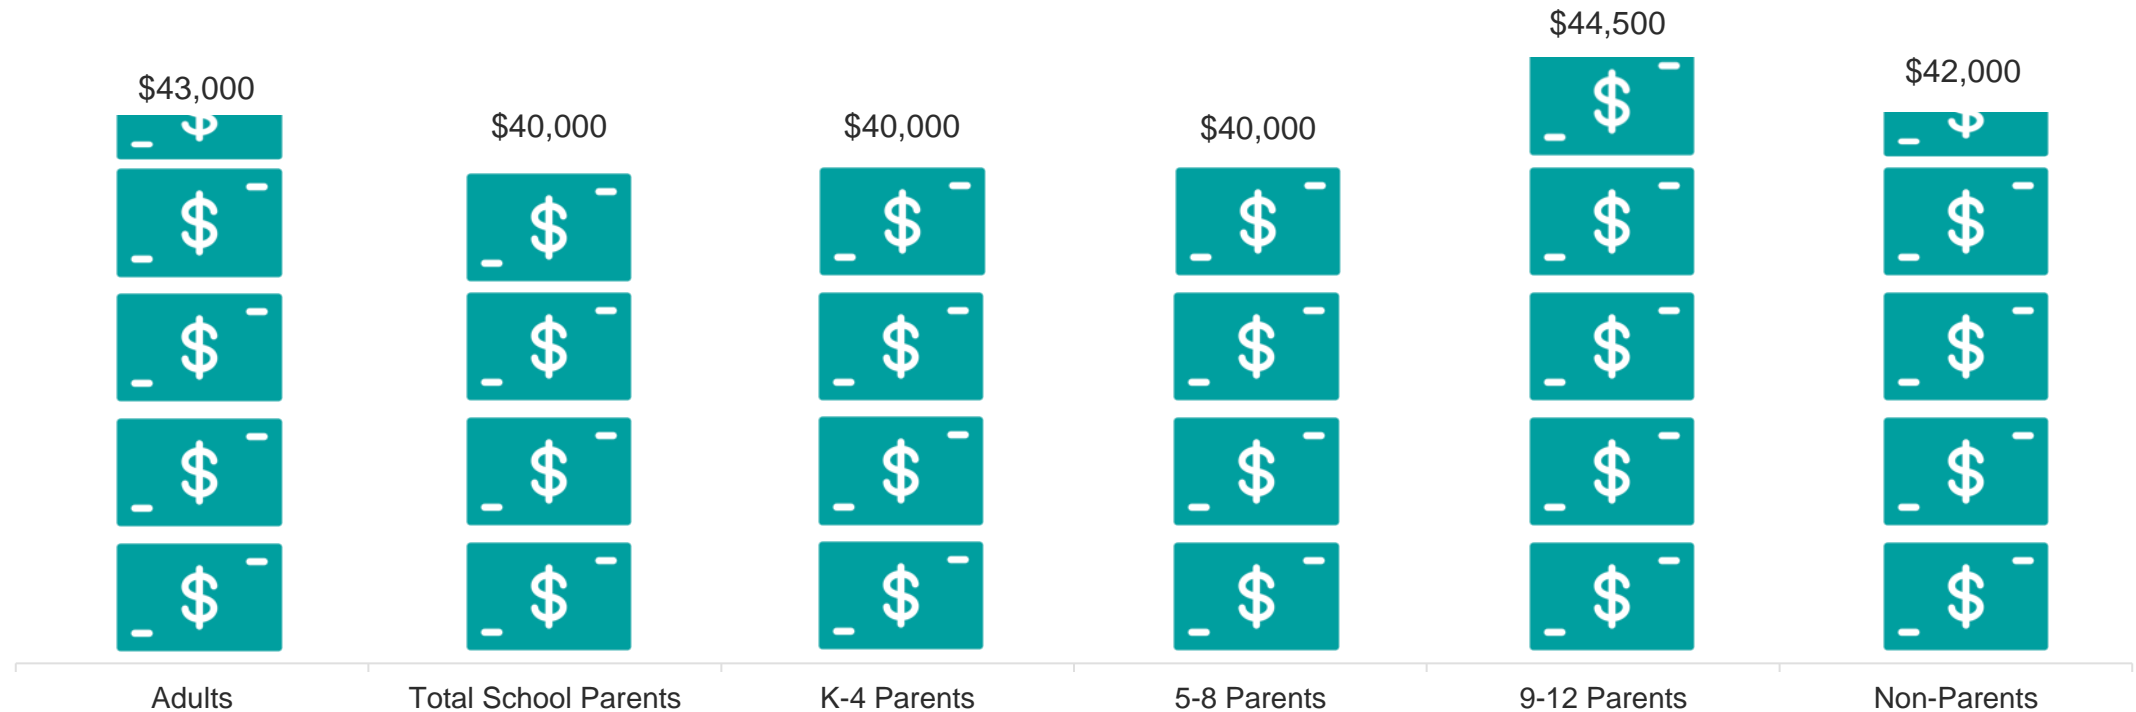 $43,000
$40,000
$40,000
$40,000
$44,500
$42,000
Adults
Total School Parents
K-4 Parents
5-8 Parents
9-12 Parents
Non-Parents